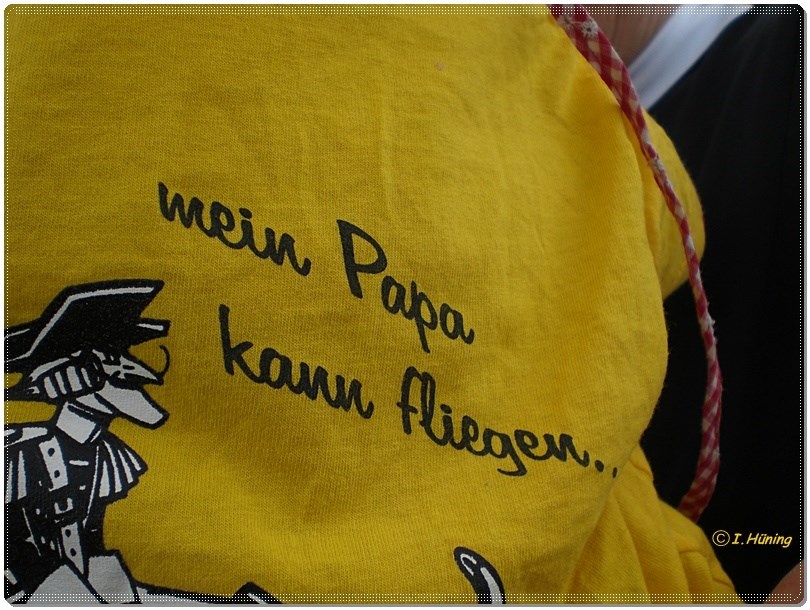 mein Papa
kann fliegen..
© I. Hüning